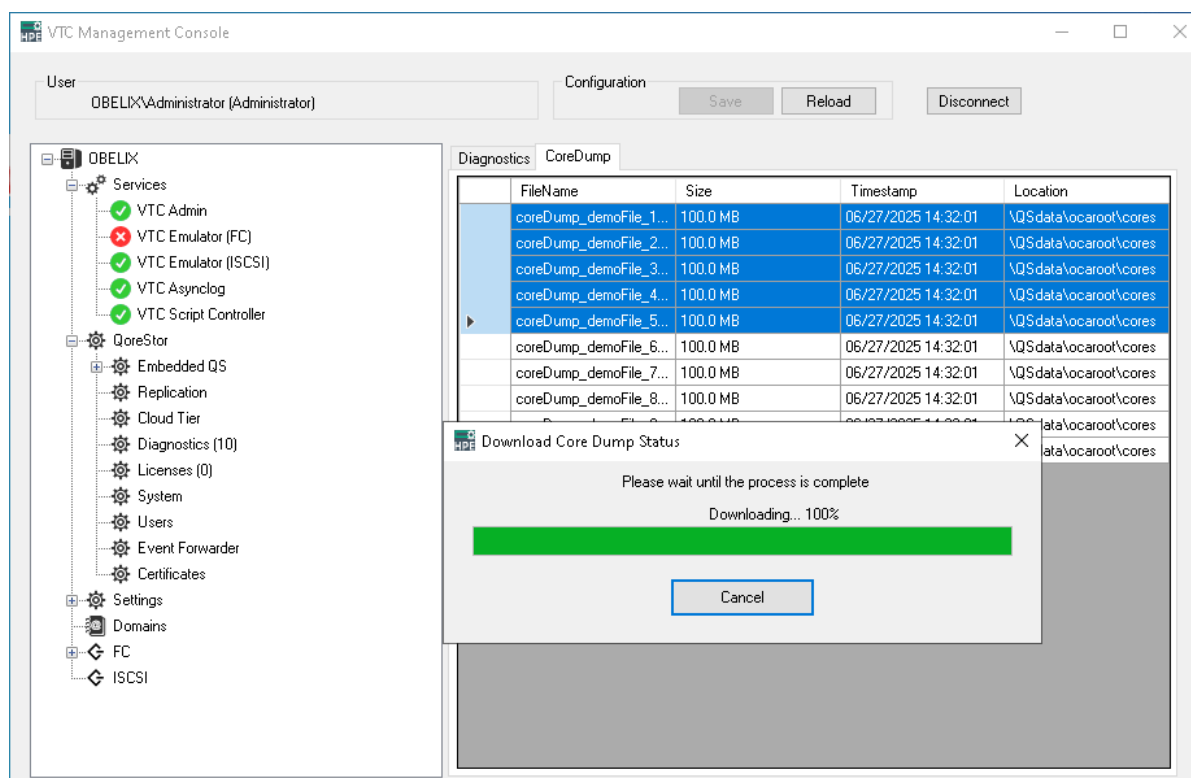 HPE VTC Management Console
User
OBELIX\Administrator (Administrator)
Configuration
Save Reload Disconnect
OBELIX
Services
VTC Admin
VTC Emulator (FC)
VTC Emulator (ISCSI)
VTC Asynclog
VTC Script Controller
QoreStor
Embedded QS
Replication
Cloud Tier
Diagnostics (10)
Licenses (0)
System
Users
Event Forwarder
Certificates
Settings
Domains
FC
ISCSI
Diagnostics CoreDump
FileName Size Timestamp Location
coreDump_demoFile_1... 100.0 MB 06/27/2025 14:32:01 \QSdata\ocaroot\cores
coreDump_demoFile_2... 100.0 MB 06/27/2025 14:32:01 \QSdata\ocaroot\cores
coreDump_demoFile_3... 100.0 MB 06/27/2025 14:32:01 \QSdata\ocaroot\cores
coreDump_demoFile_4... 100.0 MB 06/27/2025 14:32:01 \QSdata\ocaroot\cores
coreDump_demoFile_5... 100.0 MB 06/27/2025 14:32:01 \QSdata\ocaroot\cores
coreDump_demoFile_6... 100.0 MB 06/27/2025 14:32:01 \QSdata\ocaroot\cores
coreDump_demoFile_7... 100.0 MB 06/27/2025 14:32:01 \QSdata\ocaroot\cores
coreDump_demoFile_8... 100.0 MB 06/27/2025 14:32:01 \QSdata\ocaroot\cores
lata\ocaroot\cores
lata\ocaroot\cores
HPE Download Core Dump Status
Please wait until the process is complete
Downloading... 100%
Cancel